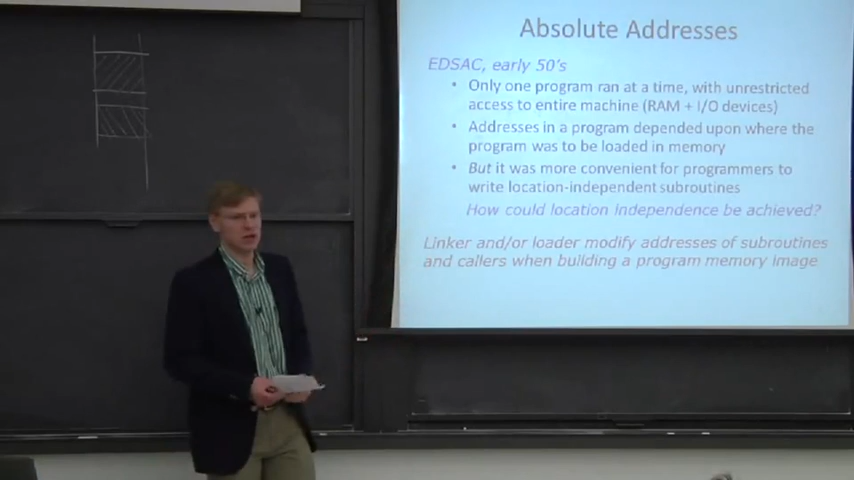 Absolute Addresses
EDSAC, early 50's
• Only one program ran at a time, with unrestricted
access to entire machine (RAM + I/O devices)
• Addresses in a program depended upon where the
program was to be loaded in memory
• But it was more convenient for programmers to
write location-independent subroutines
How could location independence be achieved?
Linker and/or loader modify addresses of subroutines
and callers when building a program memory image